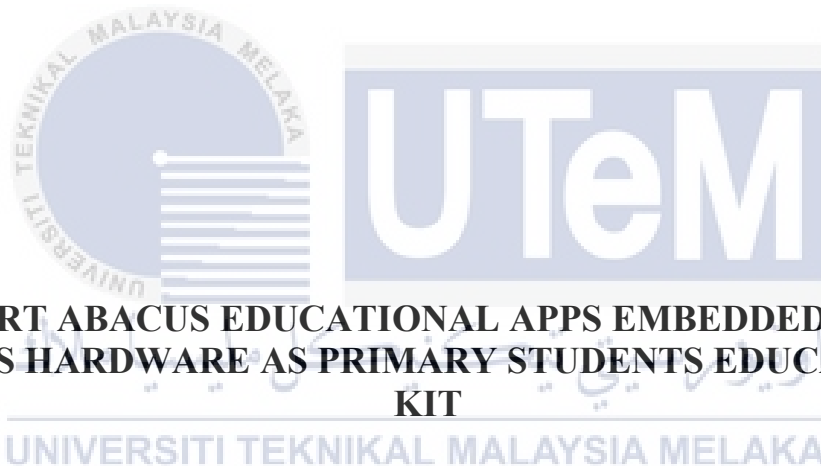 UNIVERSITI TEKNIKAL MALAYSIA MELAKA
UTeM
RT ABACUS EDUCATIONAL APPS EMBEDDED
S HARDWARE AS PRIMARY STUDENTS EDUC
KIT
UNIVERSITI TEKNIKAL MALAYSIA MELAKA